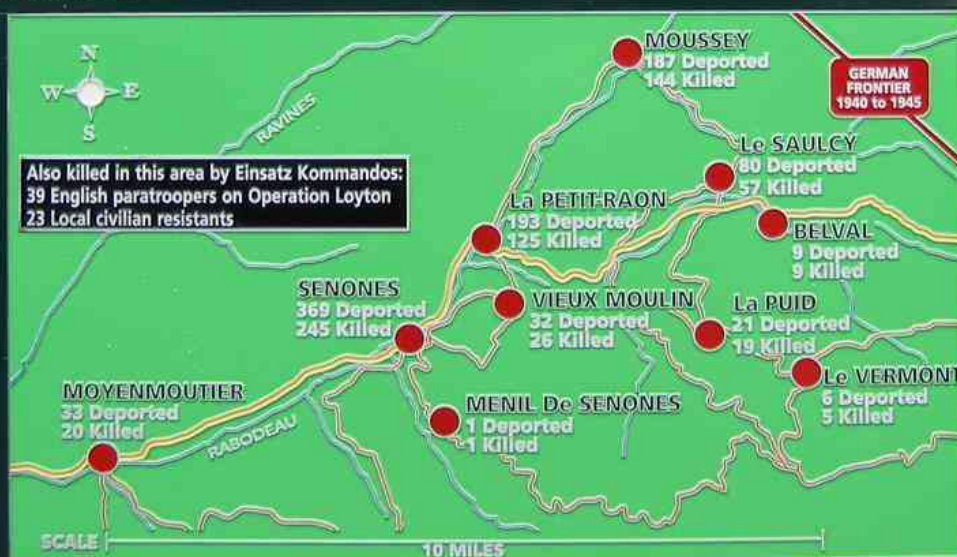 N
W E
S
RAVINES
Also killed in this area by Einsatz Kommandos:
39 English paratroopers on Operation Loyton
23 Local civilian resistants
MOUSSEY
187 Deported
144 Killed
GERMAN
FRONTIER
1940 to 1945
Le SAULCY
80 Deported
57 Killed
La PETIT-RAON
193 Deported
125 Killed
BELVAL
9 Deported
9 Killed
SENONES
369 Deported
245 Killed
VIEUX MOULIN
32 Deported
26 Killed
La PUID
21 Deported
19 Killed
Le VERMONT
6 Deported
5 Killed
MOYENMOUTIER
33 Deported
20 Killed
RABODEAU
MENIL De SENONES
1 Deported
1 Killed
SCALE
10 MILES